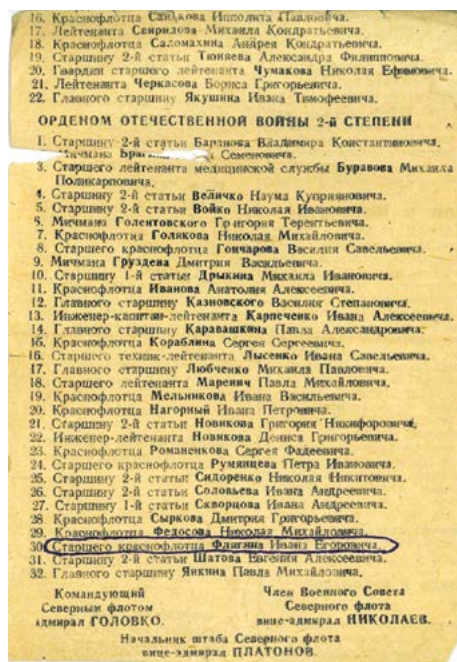 16. Краснофлотца Ипполита Павловича.
17. Лейтенанта Свиридова Михаила Кондратьевича.
18. Краснофлотца Саломахина Андрея Кондратьевича.
19. Старшину 2-й статьи Тюняева Александра Филипповича.
20. Гвардии старшего лейтенанта Чумакова Николая Ефимовича.
21. Лейтенанта Черкасова Бориса Григорьевича.
22. Главного старшину Якушина Ивана Тимофеевича.
ОРДЕНОМ ОТЕЧЕСТВЕННОЙ ВОЙНЫ 2-й СТЕПЕНИ
1. Старшину 2-й статьи Баранова Владимира Константиновича.
Мичмана Семеновича.
3. Старшего лейтенанта медицинской службы Буравова Михаила
Поликарповича.
4. Старшину 2-й статьи Величко Наума Куприяновича.
5. Старшину 2-й статьи Войко Николая Ивановича.
6. Мичмана Голентовского Григория Терентьевича.
7. Краснофлотца Голякова Николая Михайловича.
8. Старшего краснофлотца Гончарова Василия Савельевича.
9. Мичмана Груздева Дмитрия Васильевича.
10. Старшину 1-й статьи Дрыкина Михаила Ивановича.
11. Краснофлотца Иванова Анатолия Алексеевича.
12. Главного старшину Казновского Василия Степановича.
13. Инженер-капитан-лейтенанта Карпеченко Ивана Алексеевича.
14. Главного старшину Каравашкина Павла Александровича.
15. Краснофлотца Кораблина Сергея Сергеевича.
16. Старшего техник-лейтенанта Лысенко Ивана Савельевича.
17. Главного старшину Любченко Михаила Павловича.
18. Старшего лейтенанта Маренич Павла Михайловича.
19. Краснофлотца Мельникова Ивана Васильевича.
20. Краснофлотца Нагорный Ивана Петровича.
21. Старшину 2-й статьи Новикова Григория Никифоровича.
22. Инженер-лейтенанта Новикова Дениса Григорьевича.
23. Краснофлотца Романенкова Сергея Фадеевича.
24. Старшего краснофлотца Румянцева Петра Ивановича.
25. Старшину 2-й статьи Сидоренко Николая Никитовича.
26. Старшину 2-й статьи Соловьева Ивана Андреевича.
27. Старшину 1-й статьи Скворцова Ивана Андреевича.
28. Краснофлотца Сыркова Дмитрия Григорьевича.
29. Краснофлотца Федосова Николая Михайловича.
30. Старшего краснофлотца Флягина Ивана Егоровича.
31. Старшину 2-й статьи Шатова Евгения Алексеевича.
32. Главного старшину Янкина Павла Михайловича.
Командующий Член Военного Совета
Северным флотом Северного флота
адмирал ГОЛОВКО. вице-адмирал НИКОЛАЕВ.
Начальник штаба Северного флота
вице-адмирал ПЛАТОНОВ.